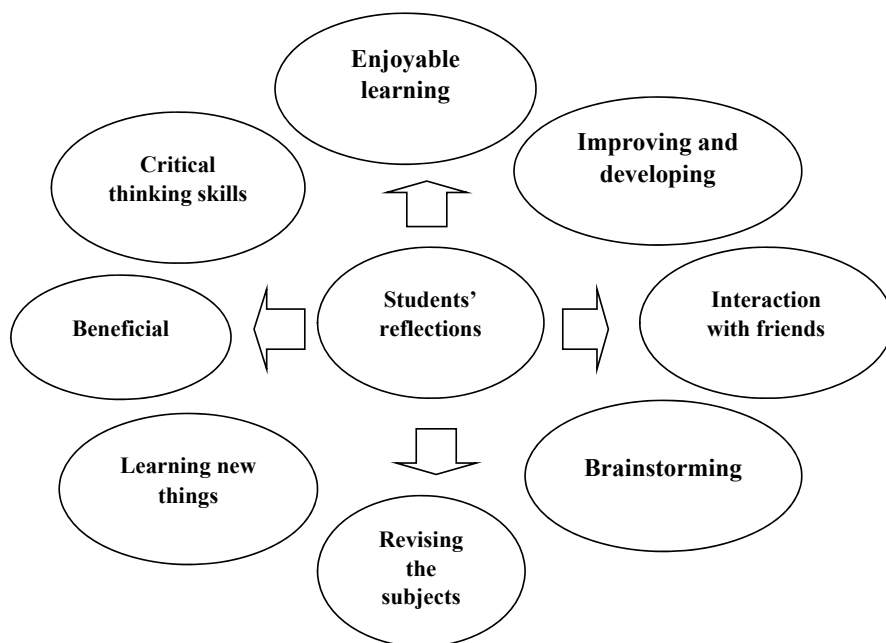 Enjoyable
learning
Improving and
developing
Critical
thinking skills
Students’
reflections
Interaction
with friends
Beneficial
Learning new
things
Brainstorming
Revising
the
subjects